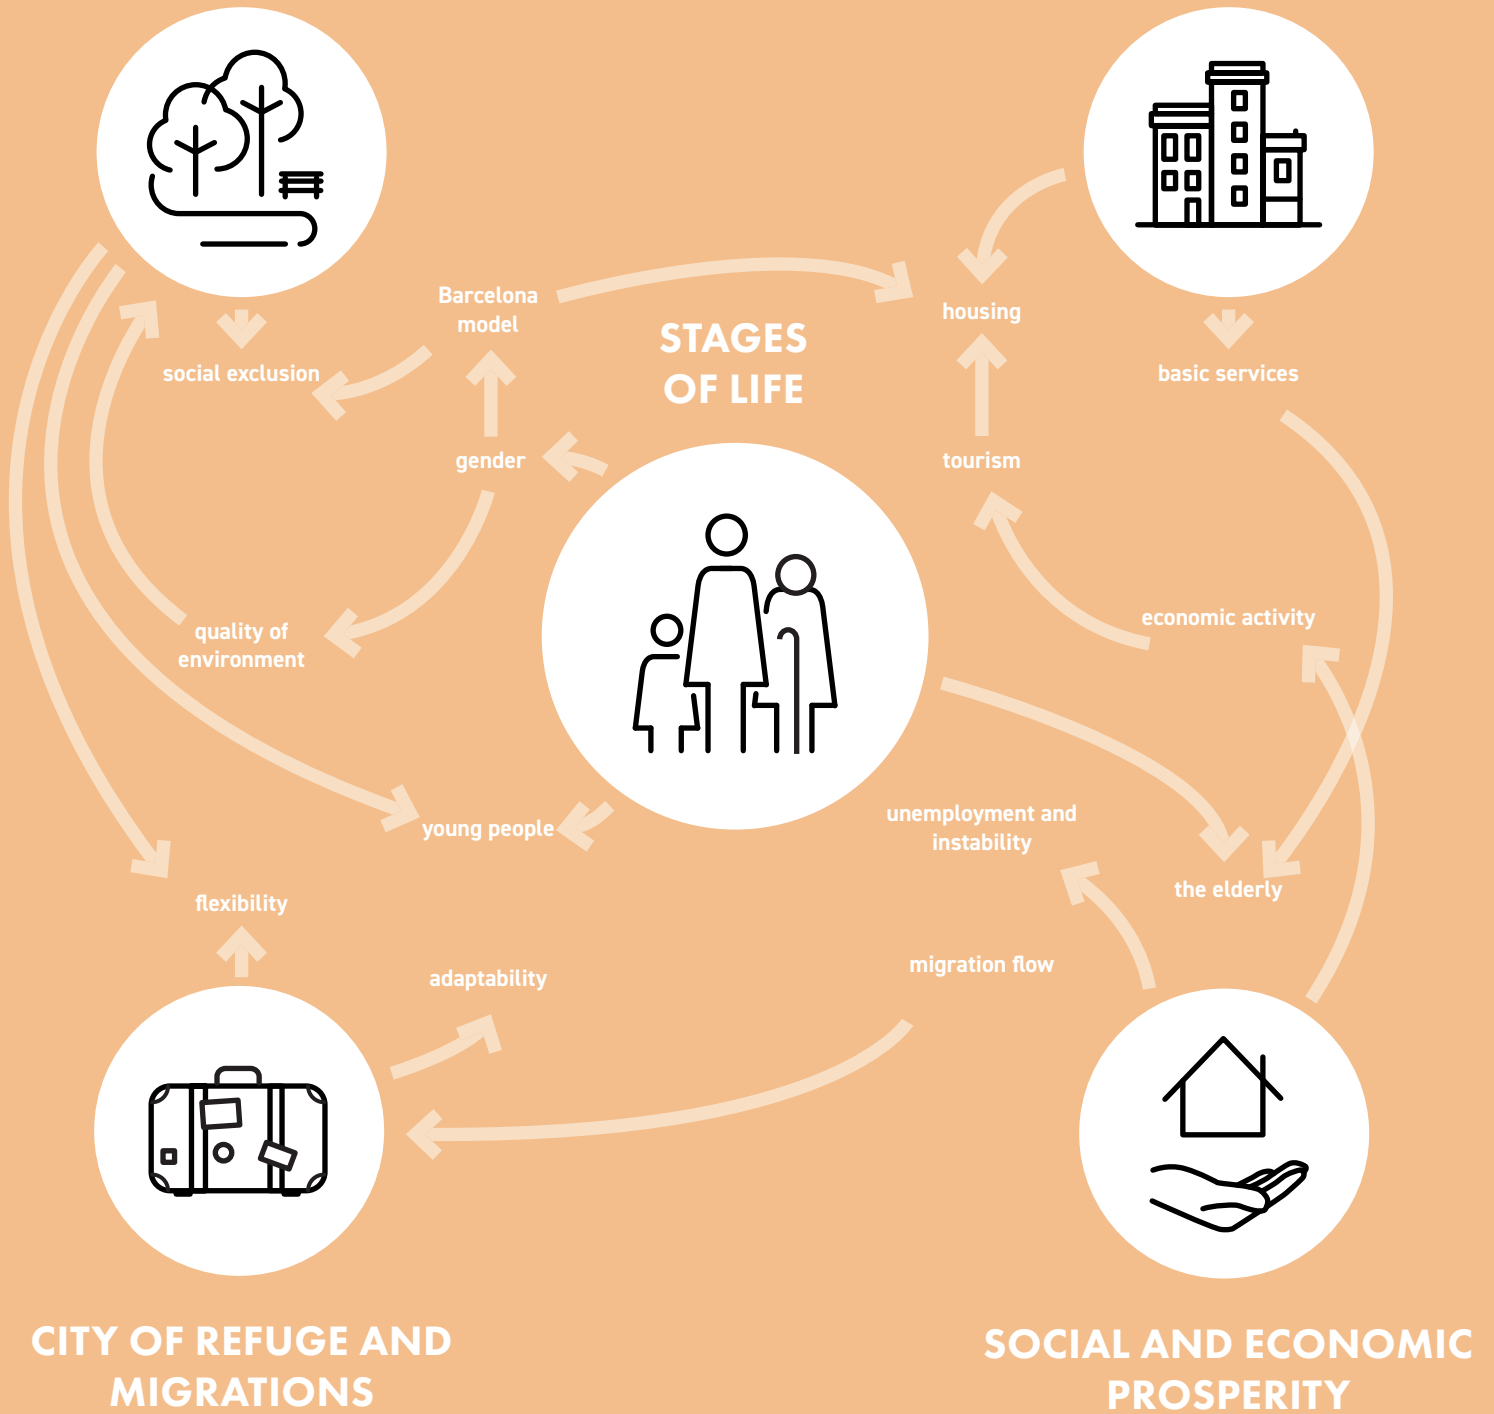 Barcelona
model
housing
STAGES
OF LIFE
social exclusion
basic services
gender
tourism
quality of
environment
economic activity
young people
unemployment and
instability
the elderly
flexibility
adaptability
migration flow
CITY OF REFUGE AND
MIGRATIONS
SOCIAL AND ECONOMIC
PROSPERITY